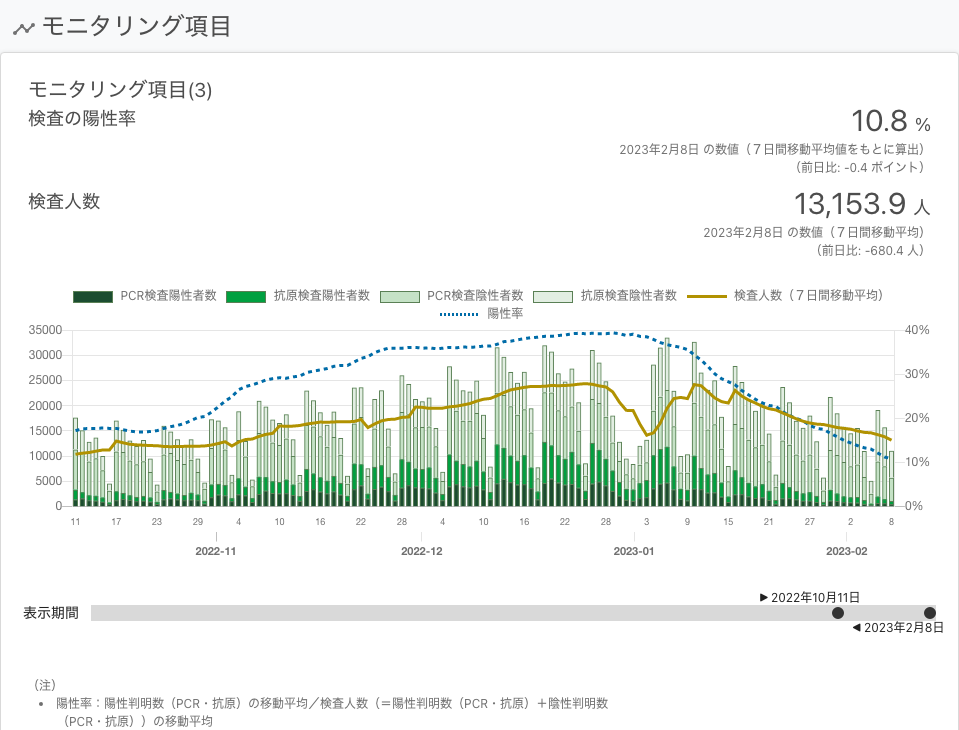 モニタリング項目
モニタリング項目(3)
検査の陽性率
10.8 %
2023年2月8日 の数値（７日間移動平均値をもとに算出）
（前日比: -0.4 ポイント）
検査人数
13,153.9 人
2023年2月8日 の数値（７日間移動平均）
（前日比: -680.4 人）
PCR検査陽性者数 抗原検査陽性者数 PCR検査陰性者数 抗原検査陰性者数 検査人数（７日間移動平均）
陽性率
35000 40%
30000
25000 30%
20000
15000 20%
10000 10%
5000
0 0%
11 17 23 29 4 10 16 22 28 4 10 16 22 28 3 9 15 21 27 2 8
2022-11 2022-12 2023-01 2023-02
▶ 2022年10月11日
表示期間
◀ 2023年2月8日
（注）
• 陽性率：陽性判明数（PCR・抗原）の移動平均／検査人数（＝陽性判明数（PCR・抗原）＋陰性判明数
（PCR・抗原））の移動平均